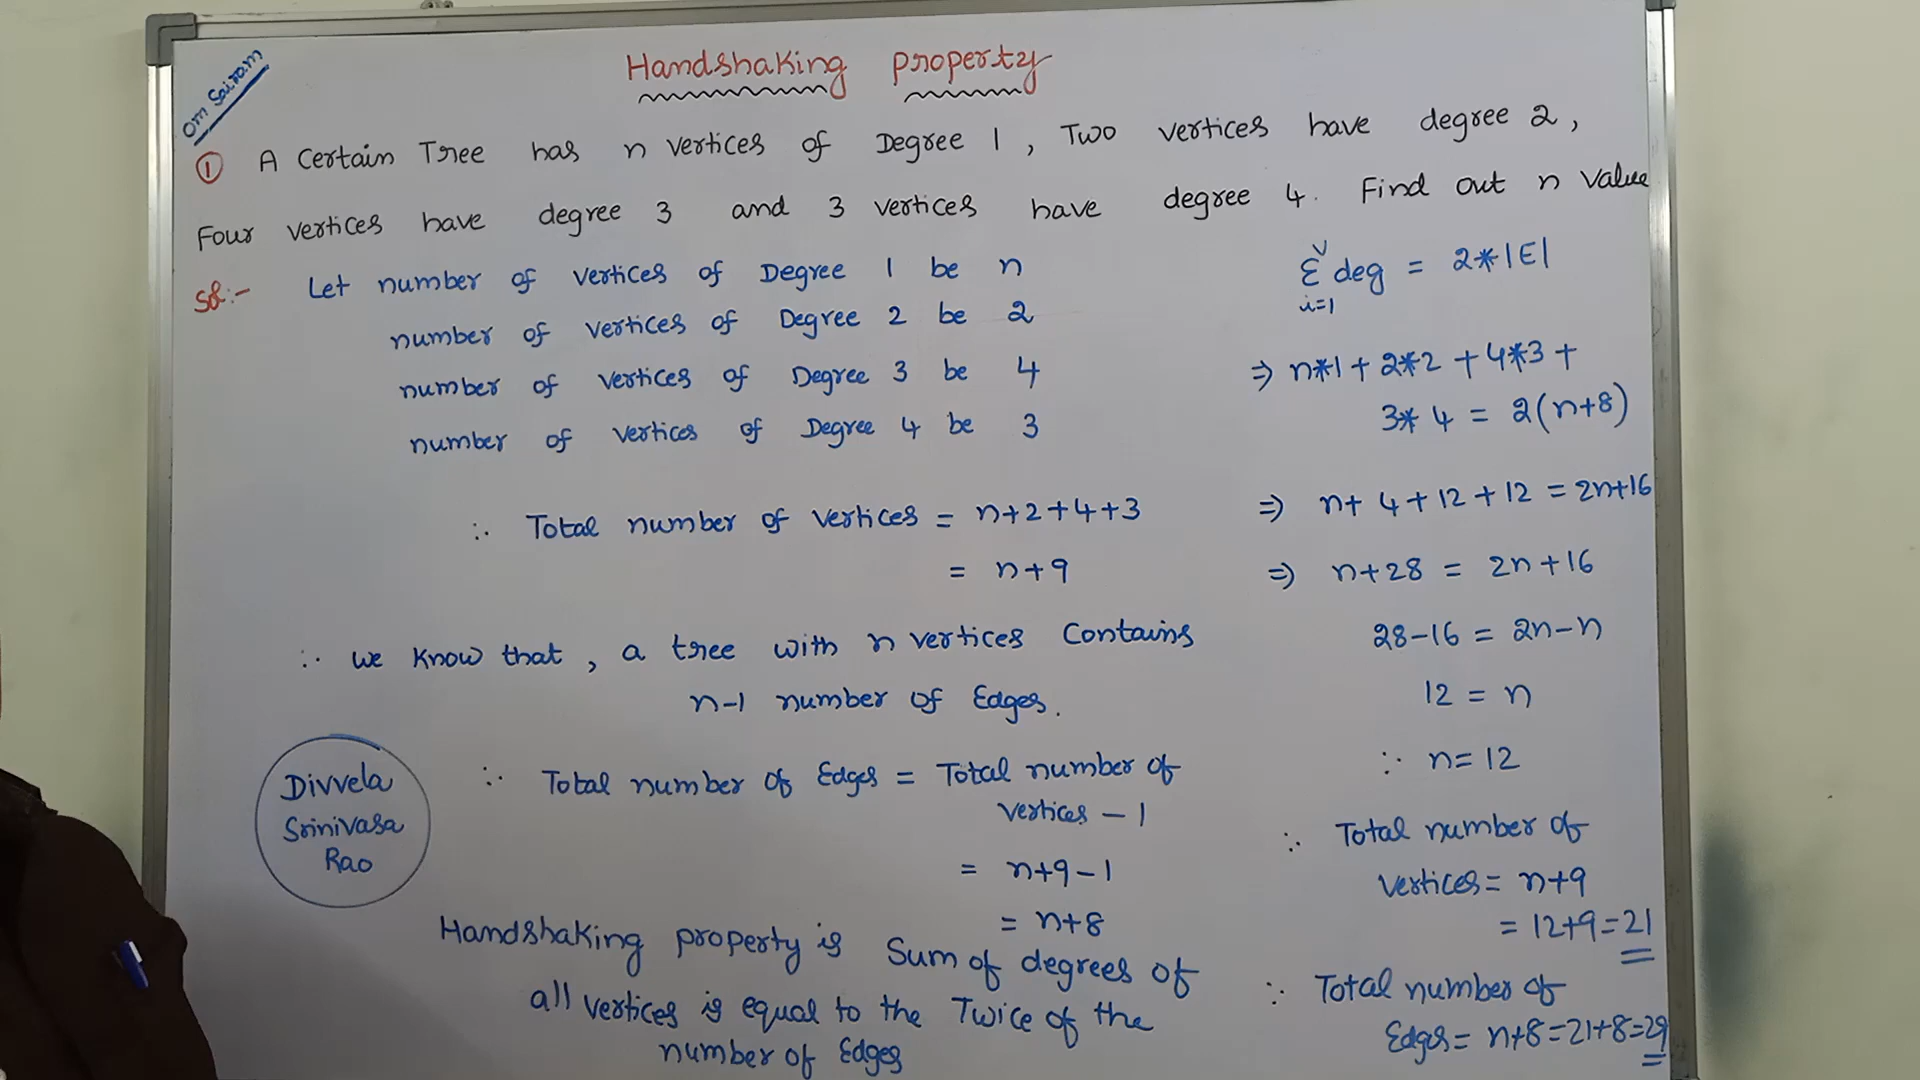 Om Sairam
Handshaking property
① A Certain Tree has n vertices of Degree 1, Two vertices have degree 2,
Four vertices have degree 3 and 3 vertices have degree 4. Find out n value
Sol:- Let number of vertices of Degree 1 be n
number of vertices of Degree 2 be 2
number of vertices of Degree 3 be 4
number of vertices of Degree 4 be 3
∴ Total number of vertices = n+2+4+3
= n+9
∴ we know that, a tree with n vertices Contains
n-1 number of Edges.
∴ Total number of Edges = Total number of
vertices - 1
= n+9-1
= n+8
Handshaking property is Sum of degrees of
all vertices is equal to the Twice of the
number of Edges
Divvela
Srinivasa
Rao
v
Σ deg = 2*|E|
i=1
⇒ n*1 + 2*2 + 4*3 +
3*4 = 2(n+8)
⇒ n+4+12+12 = 2n+16
⇒ n+28 = 2n+16
28-16 = 2n-n
12 = n
∴ n=12
∴ Total number of
vertices = n+9
= 12+9=21
∴ Total number of
Edges = n+8=21+8=29